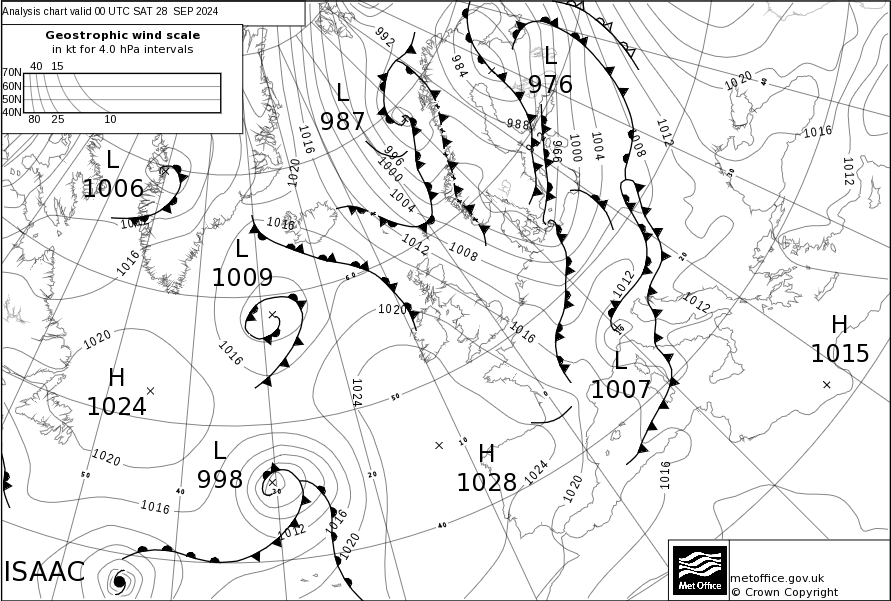 Analysis chart valid 00 UTC SAT 28 SEP 2024
Geostrophic wind scale
in kt for 4.0 hPa intervals
40 15
70N
60N
50N
40N
80 25 10
992
984
L
976
L
987
988
996
1000
1004
1016
1020
1012
1008
996
1000
1004
1008
1012
1020
40
1016
1012
30
20
L
1006
1012
1016
1016
L
1009
60
1020
1016
1012
1012
1016
16
H
1015
L
1007
1020
1016
1024
50
H
1024
0
10
H
1028
1024
1020
1016
1020
50
1016
40
L
998
30
20
40
1012
1016
1020
ISAAC
Met Office
metoffice.gov.uk
© Crown Copyright